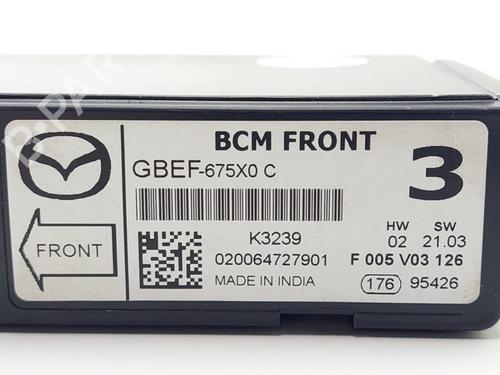 BCM FRONT
GBEF-675X0 C
3
FRONT
K3239
020064727901
MADE IN INDIA
HW SW
02 21.03
F 005 V03 126
176 95426